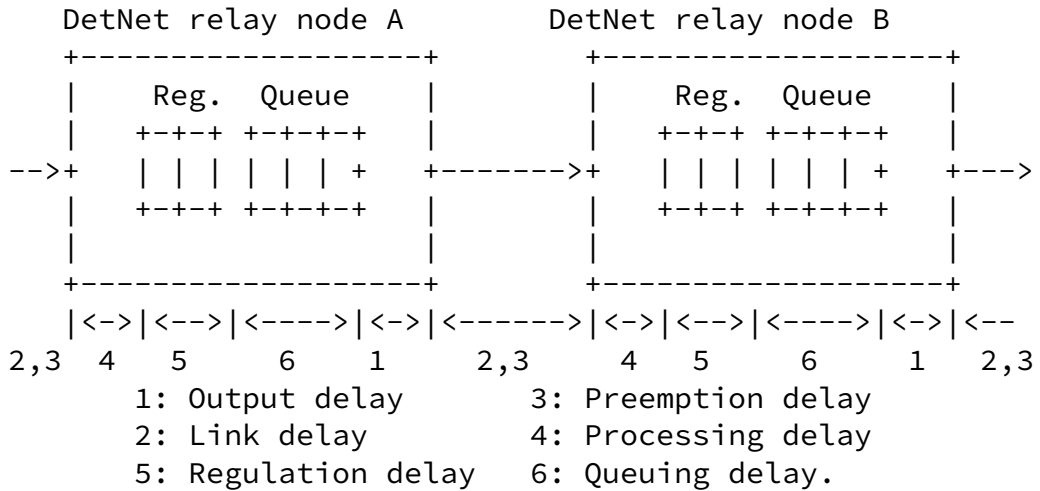 DetNet relay node A DetNet relay node B
Reg. Queue Reg. Queue
2,3 4 5 6 1 2,3 4 5 6 1 2,3
1: Output delay 3: Preemption delay
2: Link delay 4: Processing delay
5: Regulation delay 6: Queuing delay.